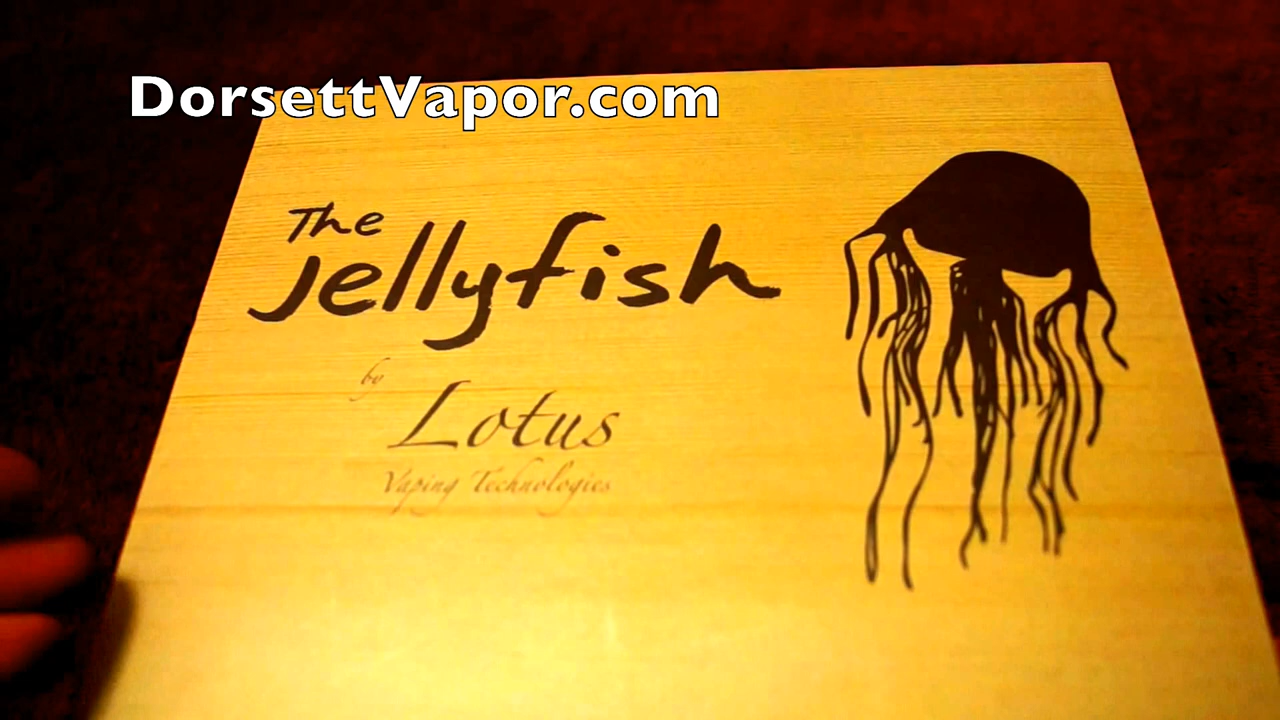 DorsettVapor.com
The
Jellyfish
by
Lotus
Vaping Technologies